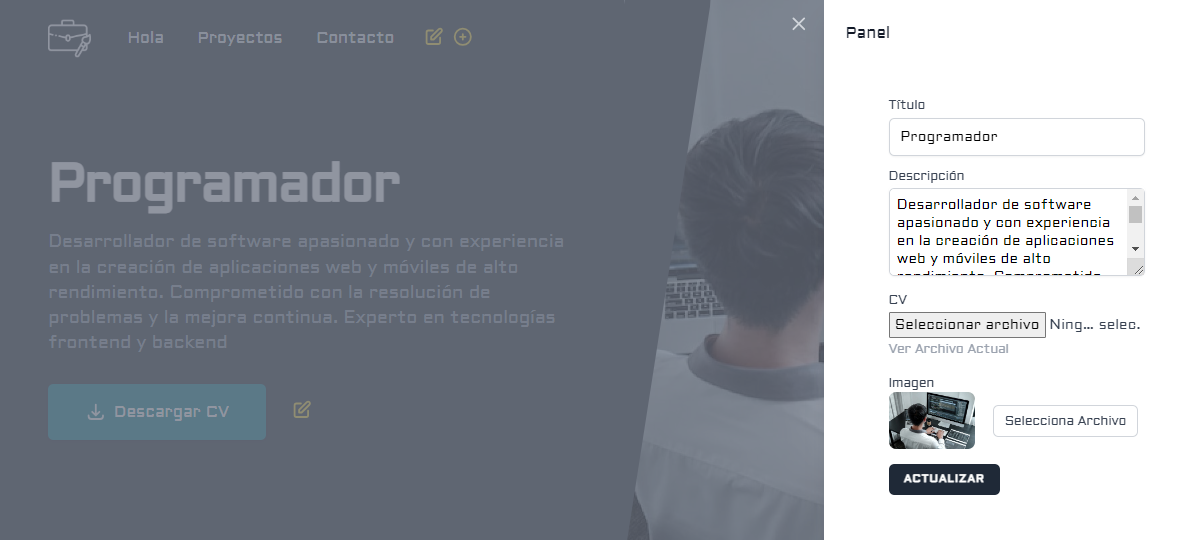 Hola Proyectos Contacto
Programador
Desarrollador de software apasionado y con experiencia
en la creación de aplicaciones web y móviles de alto
rendimiento. Comprometido con la resolución de
problemas y la mejora continua. Experto en tecnologías
frontend y backend
Descargar CV
Panel
Título
Programador
Descripción
Desarrollador de software
apasionado y con experiencia
en la creación de aplicaciones
web y móviles de alto
rendimiento. Comprometido
CV
Seleccionar archivo Ning... selec.
Ver Archivo Actual
Imagen
Selecciona Archivo
ACTUALIZAR